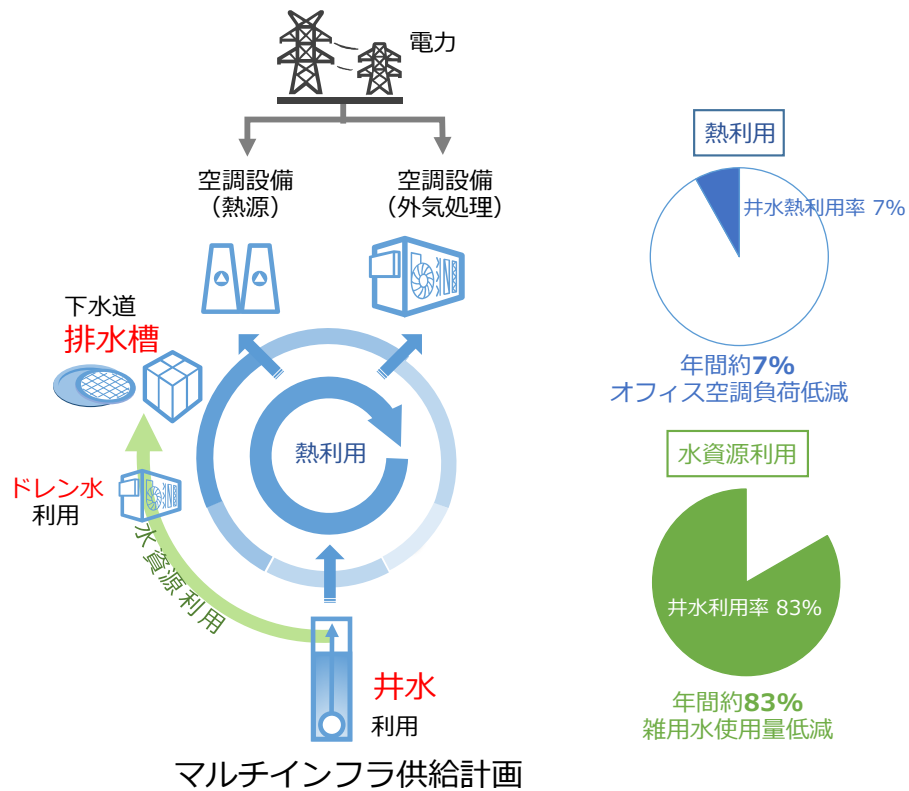 電力
空調設備
（熱源）
空調設備
（外気処理）
下水道
排水槽
熱利用
ドレン水
利用
水資源利用
井水
利用
マルチインフラ供給計画
熱利用
井水熱利用率 7%
年間約7%
オフィス空調負荷低減
水資源利用
井水利用率 83%
年間約83%
雑用水使用量低減